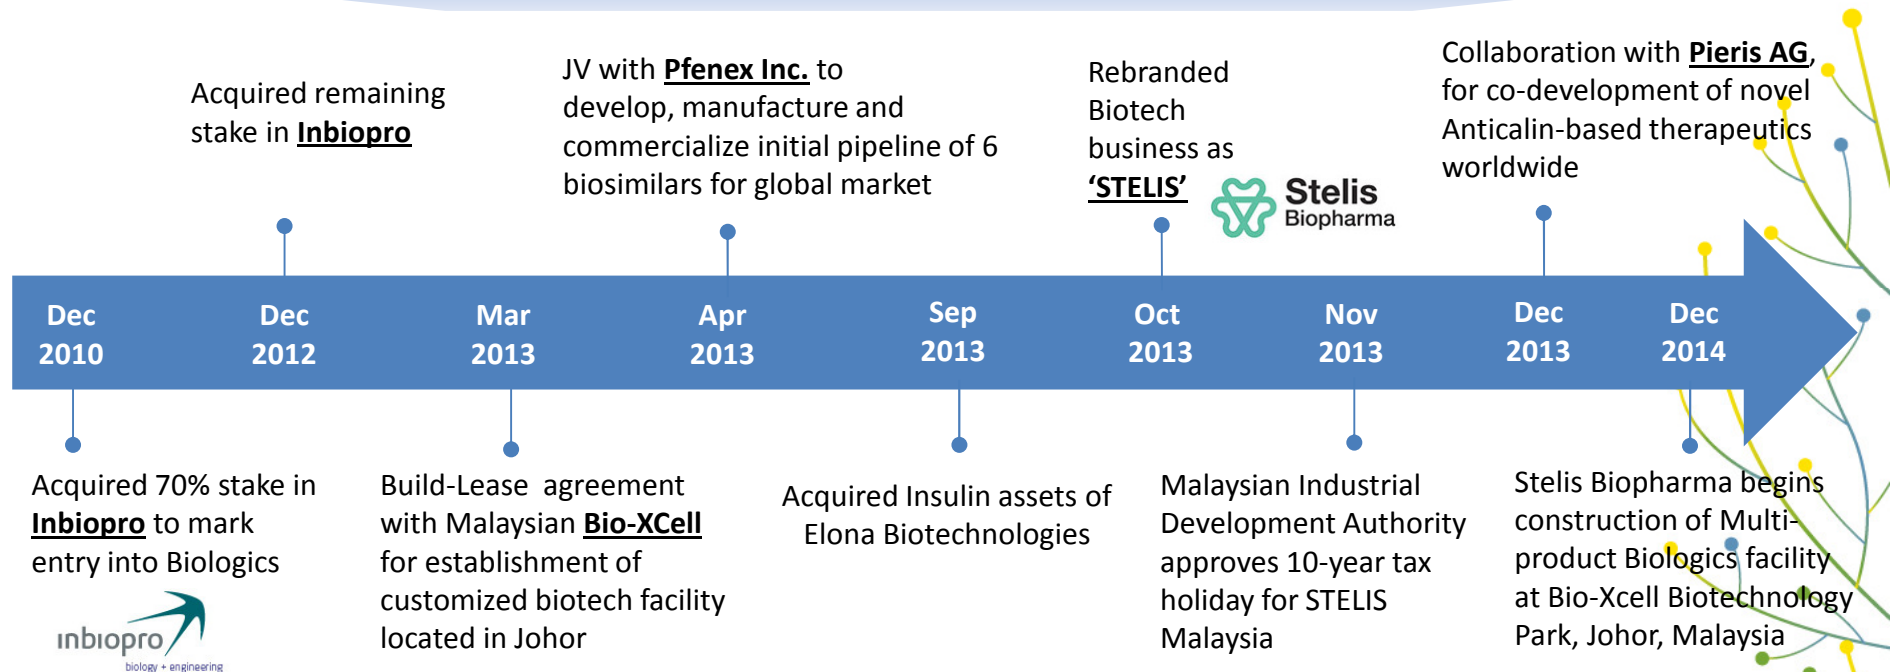 Acquired remaining
stake in Inbiopro
JV with Pfenex Inc. to
develop, manufacture and
commercialize initial pipeline of 6
biosimilars for global market
Rebranded
Biotech
business as
‘STELIS’
Stelis
Biopharma
Collaboration with Pieris AG,
for co-development of novel
Anticalin-based therapeutics
worldwide
Dec
2010
Dec
2012
Mar
2013
Apr
2013
Sep
2013
Oct
2013
Nov
2013
Dec
2013
Dec
2014
Acquired 70% stake in
Inbiopro to mark
entry into Biologics
inbiopro
biology + engineering
Build-Lease agreement
with Malaysian Bio-XCell
for establishment of
customized biotech facility
located in Johor
Acquired Insulin assets of
Elona Biotechnologies
Malaysian Industrial
Development Authority
approves 10-year tax
holiday for STELIS
Malaysia
Stelis Biopharma begins
construction of Multi-
product Biologics facility
at Bio-Xcell Biotechnology
Park, Johor, Malaysia